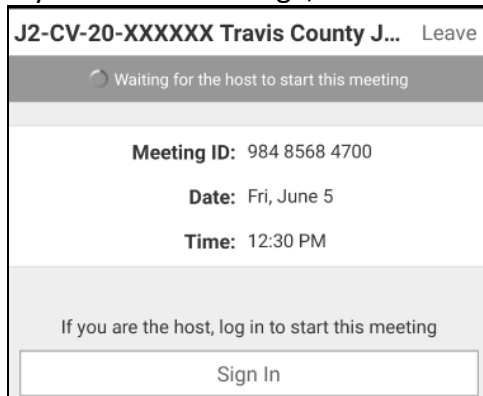 J2-CV-20-XXXXXX Travis County J... Leave
Waiting for the host to start this meeting
Meeting ID: 984 8568 4700
Date: Fri, June 5
Time: 12:30 PM
If you are the host, log in to start this meeting
Sign In